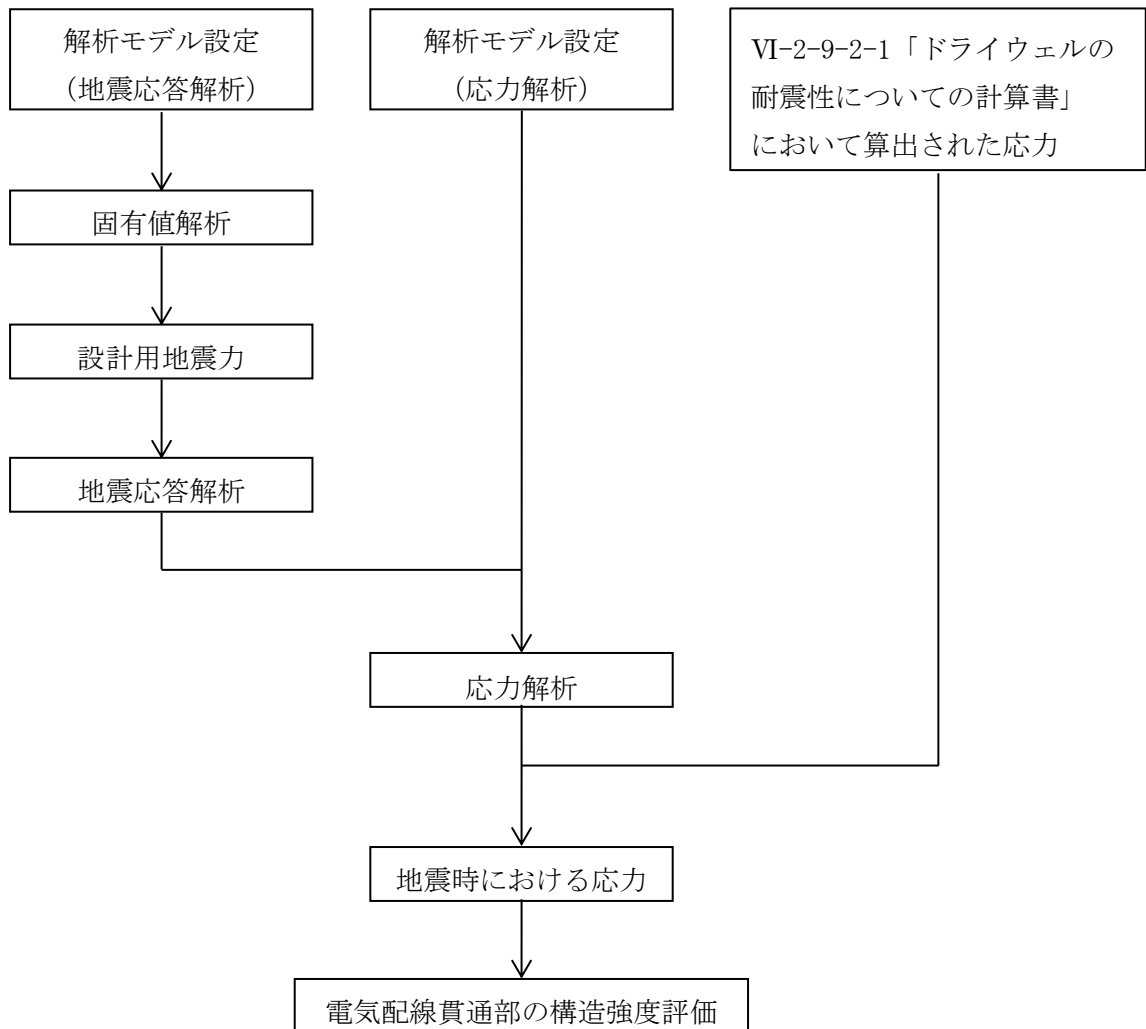 解析モデル設定
(地震応答解析)
解析モデル設定
(応力解析)
Ⅵ-2-9-2-1「ドライウェルの
耐震性についての計算書」
において算出された応力
固有値解析
設計用地震力
地震応答解析
応力解析
地震時における応力
電気配線貫通部の構造強度評価